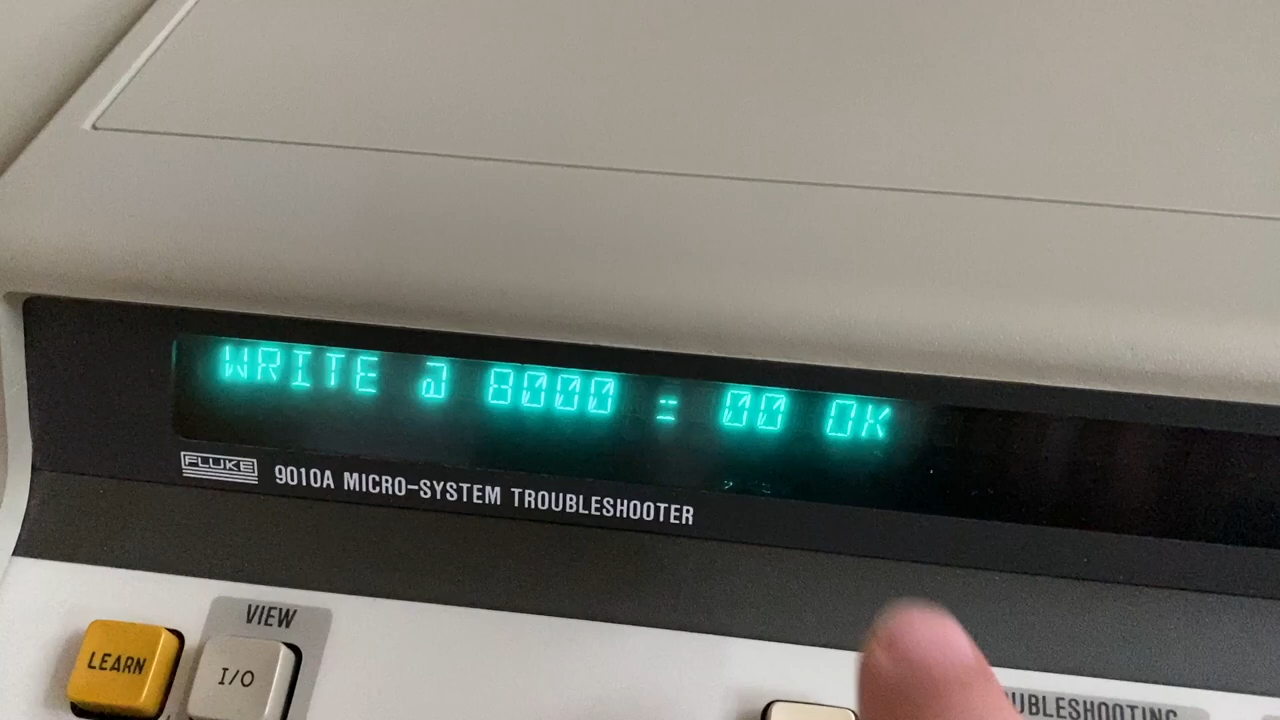 WRITE @ 8000 = 00 OK
FLUKE 9010A MICRO-SYSTEM TROUBLESHOOTER
VIEW
LEARN
I/O